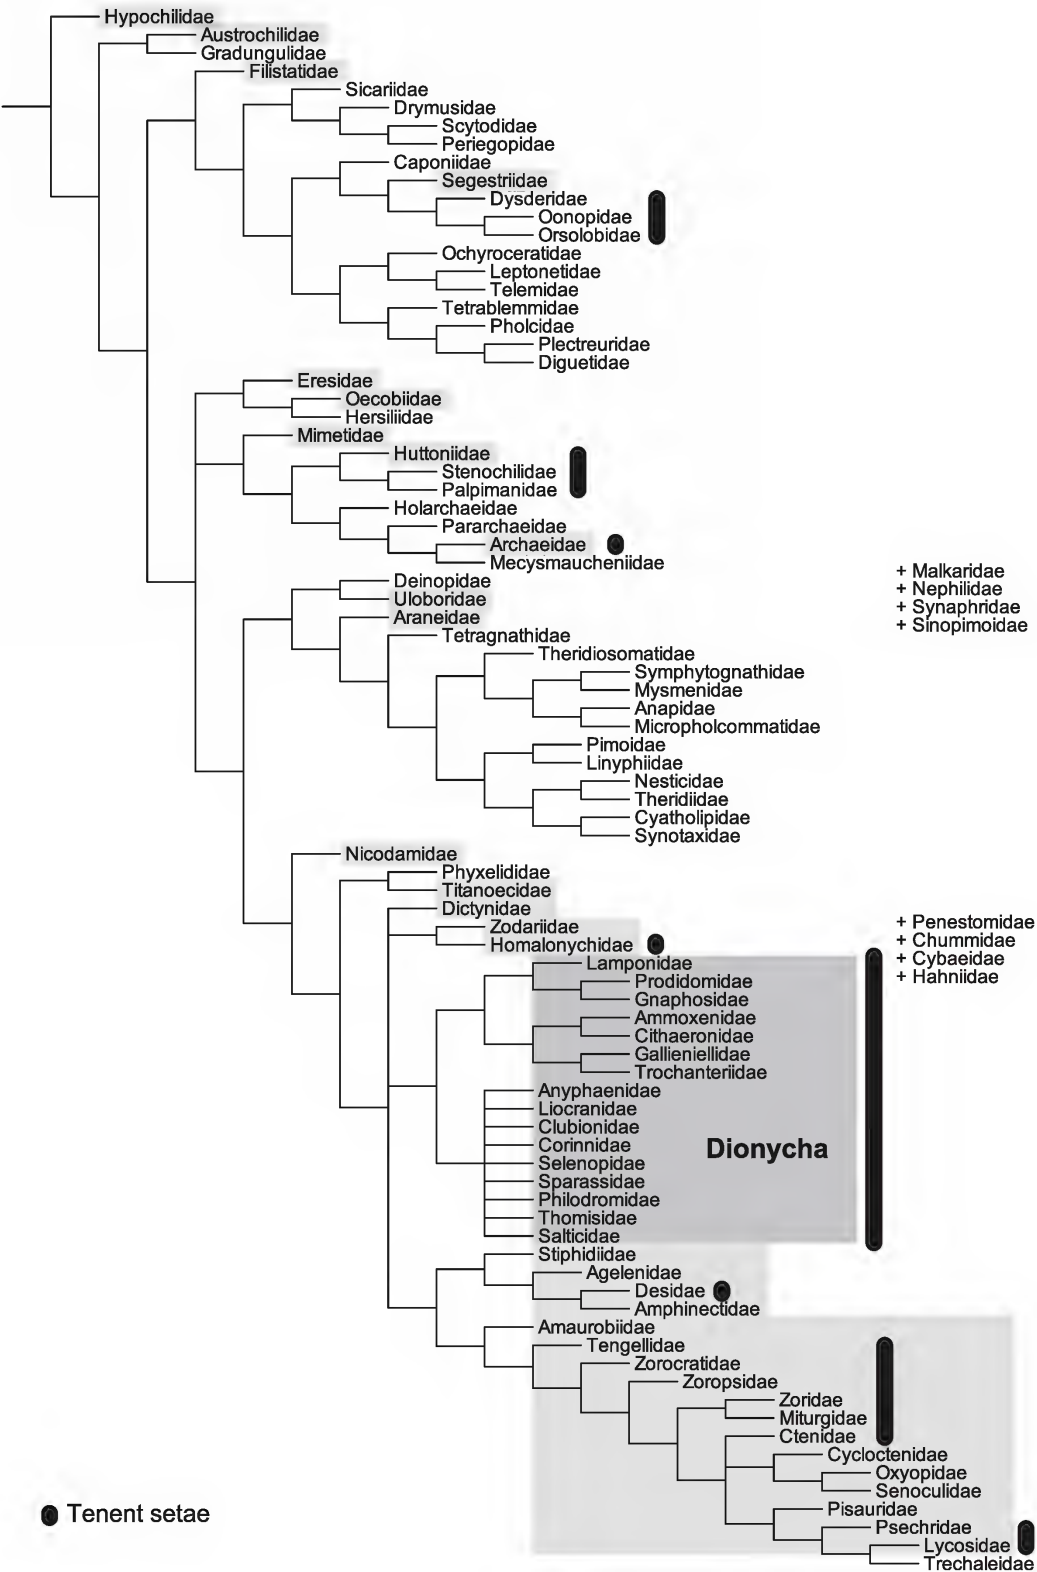 Hypochilidae
Austrochilidae
Gradungulidae
Filistatidae
Sicariidae
Drymusidae
Scytodidae
Periegopidae
Caponiidae
Segestriidae
Dysderidae
Oonopidae
Orsolobidae
Ochyroceratidae
Leptonetidae
Telemidae
Tetrablemmidae
Pholcidae
Plectreuridae
Diguetidae
Eresidae
Oecobiidae
Hersiliidae
Mimetidae
Huttoniidae
Stenochilidae
Palpimanidae
Holarchaeidae
Pararchaeidae
Archaeidae
Mecysmaucheniidae
+ Malkaridae
+ Nephilidae
+ Synaphridae
+ Sinopimoidae
Deinopidae
Uloboridae
Araneidae
Tetragnathidae
Theridiosomatidae
Symphytognathidae
Mysmenidae
Anapidae
Micropholcommatidae
Pimoidae
Linyphiidae
Nesticidae
Theridiidae
Cyatholipidae
Synotaxidae
Nicodamidae
Phyxelididae
Titanoecidae
Dictynidae
Zodariidae
Homalonychidae
+ Penestomidae
+ Chummidae
+ Cybaeidae
+ Hahniidae
Lamponidae
Prodidomidae
Gnaphosidae
Ammoxenidae
Cithaeronidae
Gallieniellidae
Trochanteriidae
Anyphaenidae
Liocranidae
Clubionidae
Corinnidae
Dionycha
Selenopidae
Sparassidae
Philodromidae
Thomisidae
Salticidae
Stiphidiidae
Agelenidae
Desidae
Amphinectidae
Amaurobiidae
Tengellidae
Zorocratidae
Zoropsidae
Zoridae
Miturgidae
Ctenidae
Cycloctenidae
Oxyopidae
Senoculidae
Pisauridae
Psechridae
Lycosidae
Trechaleidae
Tenent setae